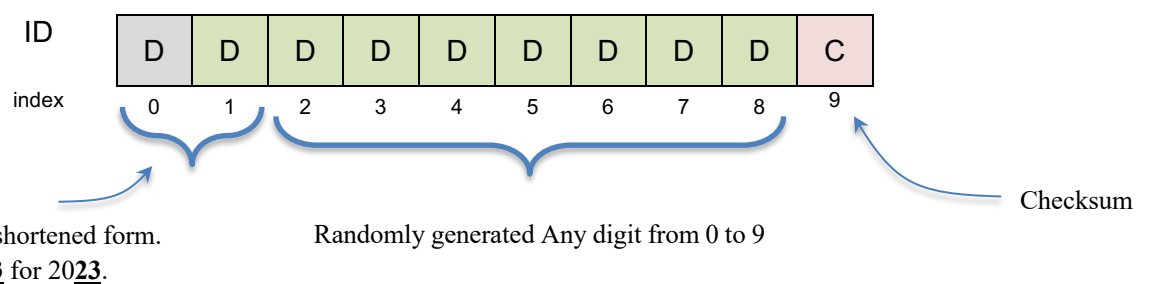 ID D D D D D D D D D C
index 0 1 2 3 4 5 6 7 8 9
Checksum
shortened form. Randomly generated Any digit from 0 to 9
for 2023.